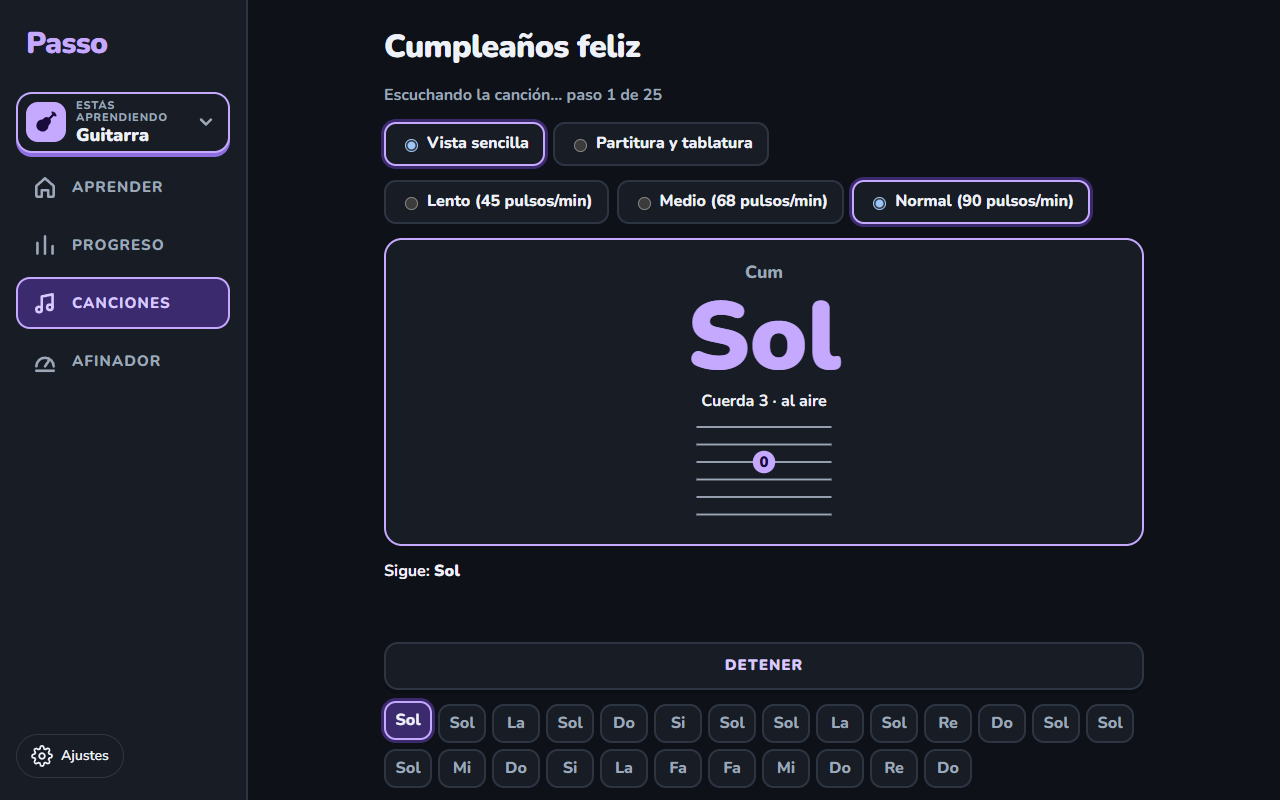 Passo
ESTÁS
APRENDIENDO
Guitarra
APRENDER
PROGRESO
CANCIONES
AFINADOR
Ajustes
Cumpleaños feliz
Escuchando la canción... paso 1 de 25
Vista sencilla
Partitura y tablatura
Lento (45 pulsos/min)
Medio (68 pulsos/min)
Normal (90 pulsos/min)
Cum
Sol
Cuerda 3 · al aire
0
Sigue: Sol
DETENER
Sol Sol La Sol Do Si Sol Sol La Sol Re Do Sol Sol
Sol Mi Do Si La Fa Fa Mi Do Re Do